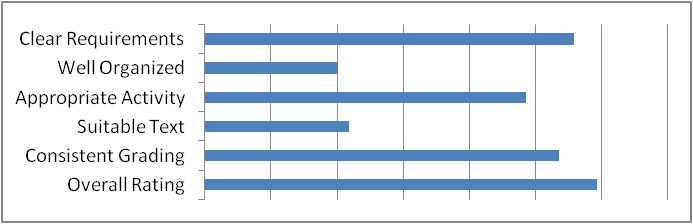 Clear Requirements
Well Organized
Appropriate Activity
Suitable Text
Consistent Grading
Overall Rating